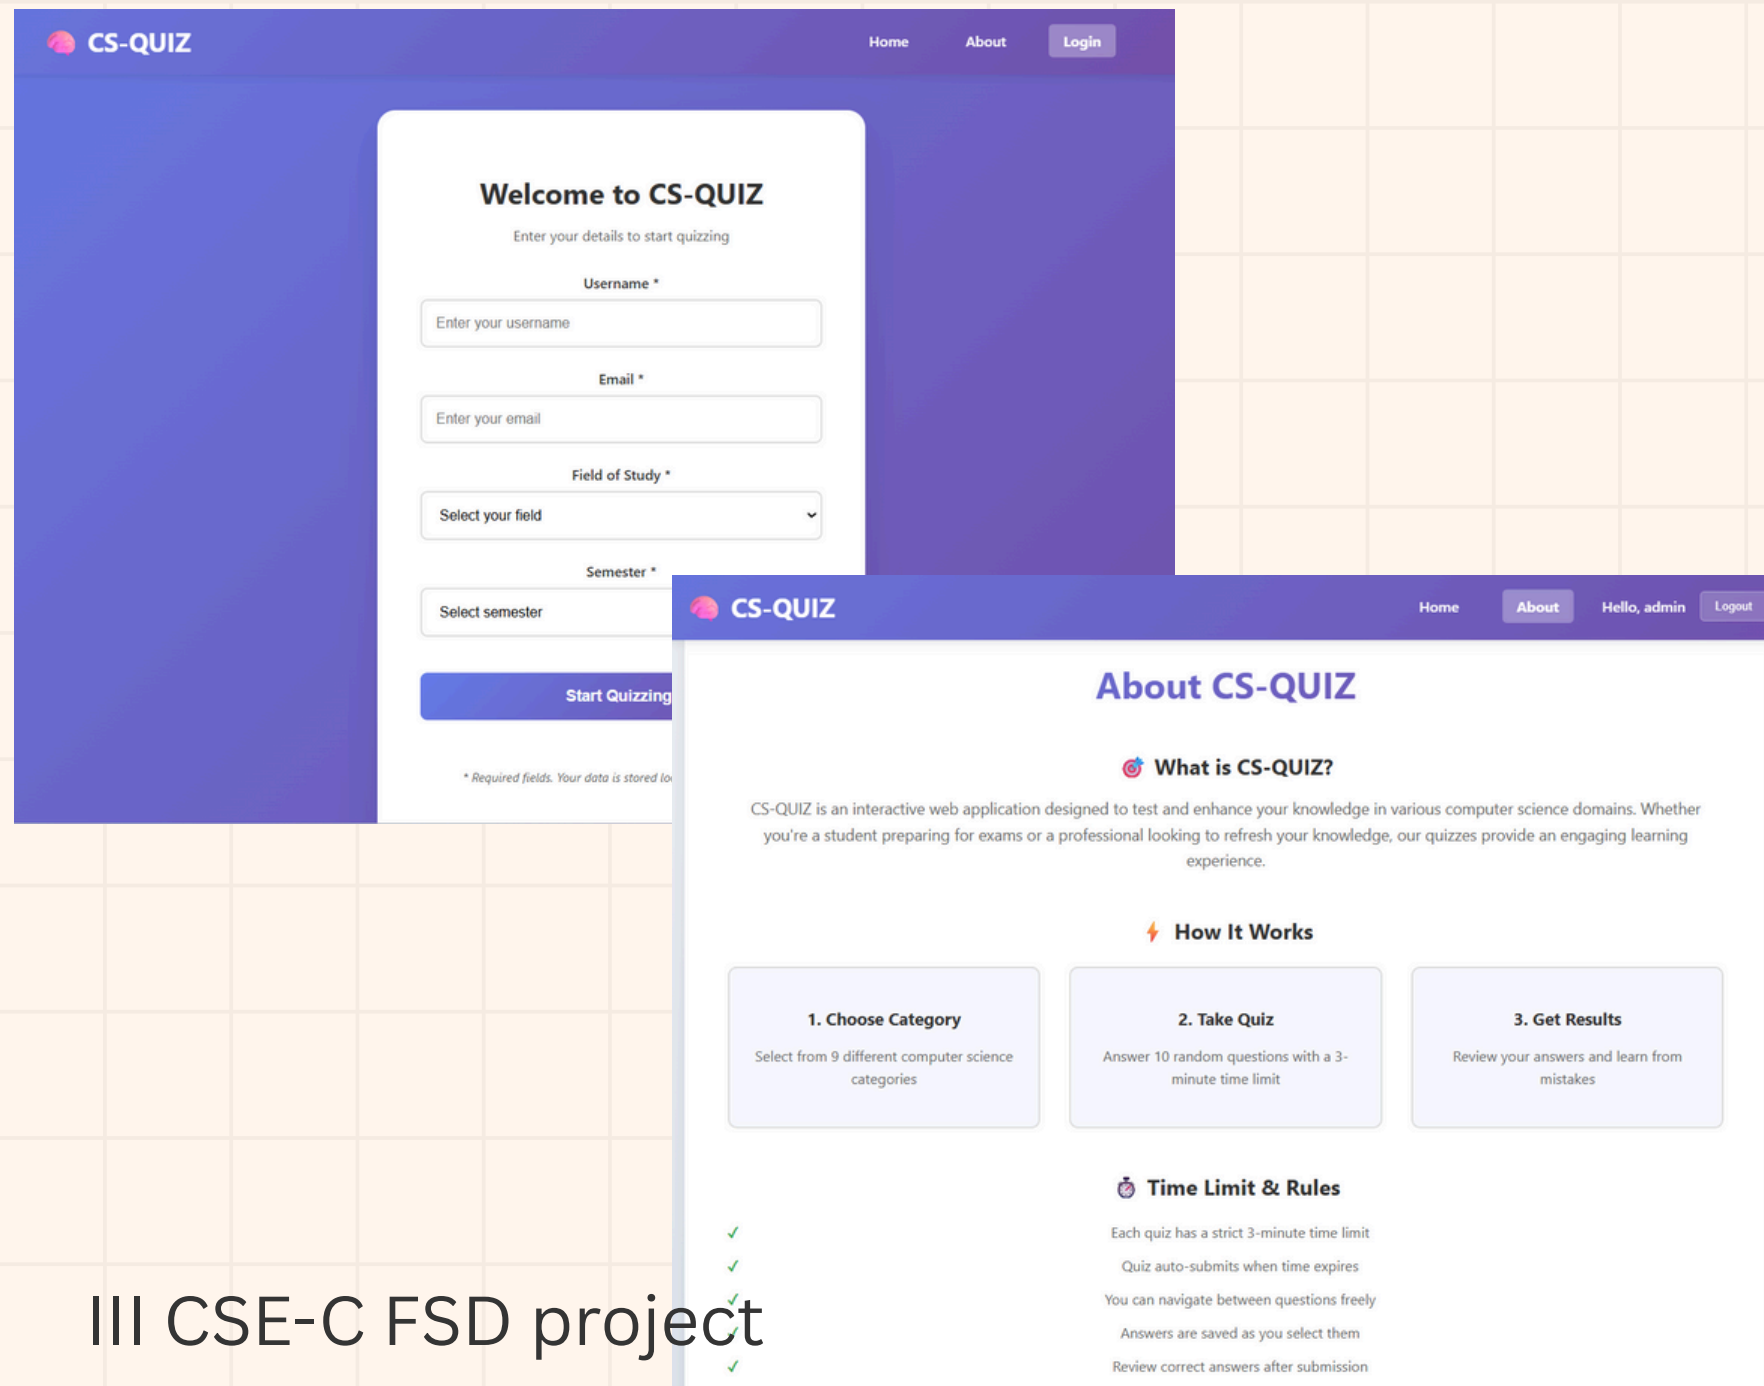 CS-QUIZ
Home
About
Login
Welcome to CS-QUIZ
Enter your details to start quizzing
Username *
Enter your username
Email *
Enter your email
Field of Study *
Select your field
Semester *
Select semester
Start Quizzing
* Required fields. Your data is stored
CS-QUIZ
Home
About
Hello, admin
Logout
About CS-QUIZ
What is CS-QUIZ?
CS-QUIZ is an interactive web application designed to test and enhance your knowledge in various computer science domains. Whether
you're a student preparing for exams or a professional looking to refresh your knowledge, our quizzes provide an engaging learning
experience.
How It Works
1. Choose Category
Select from 9 different computer science
categories
2. Take Quiz
Answer 10 random questions with a 3-
minute time limit
3. Get Results
Review your answers and learn from
mistakes
Time Limit & Rules
✓ Each quiz has a strict 3-minute time limit
✓ Quiz auto-submits when time expires
✓ You can navigate between questions freely
✓ Answers are saved as you select them
✓ Review correct answers after submission
III CSE-C FSD project